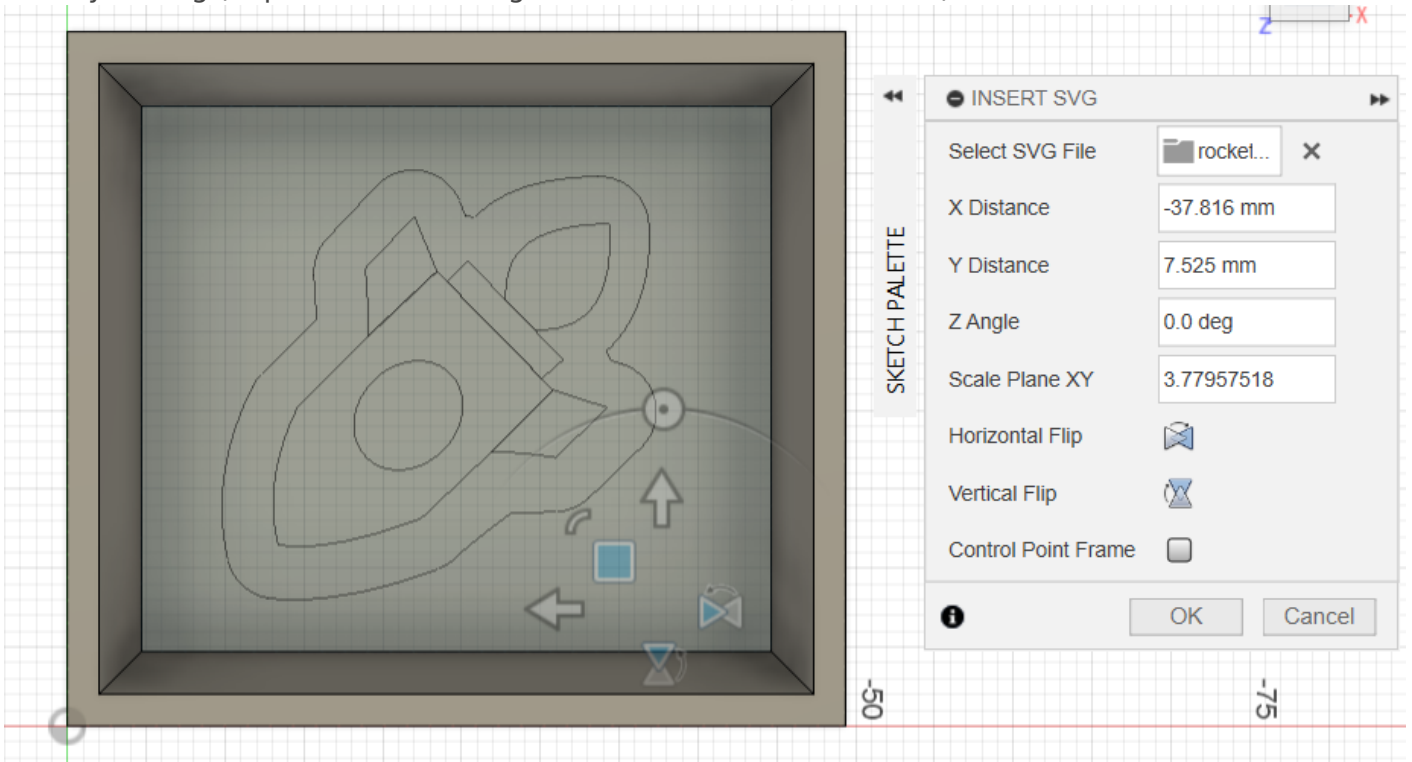 Z
X
INSERT SVG
Select SVG File
rocket...
X Distance
-37.816 mm
Y Distance
7.525 mm
Z Angle
0.0 deg
Scale Plane XY
3.77957518
Horizontal Flip
Vertical Flip
Control Point Frame
OK
Cancel
SKETCH PALETTE
-50
-75